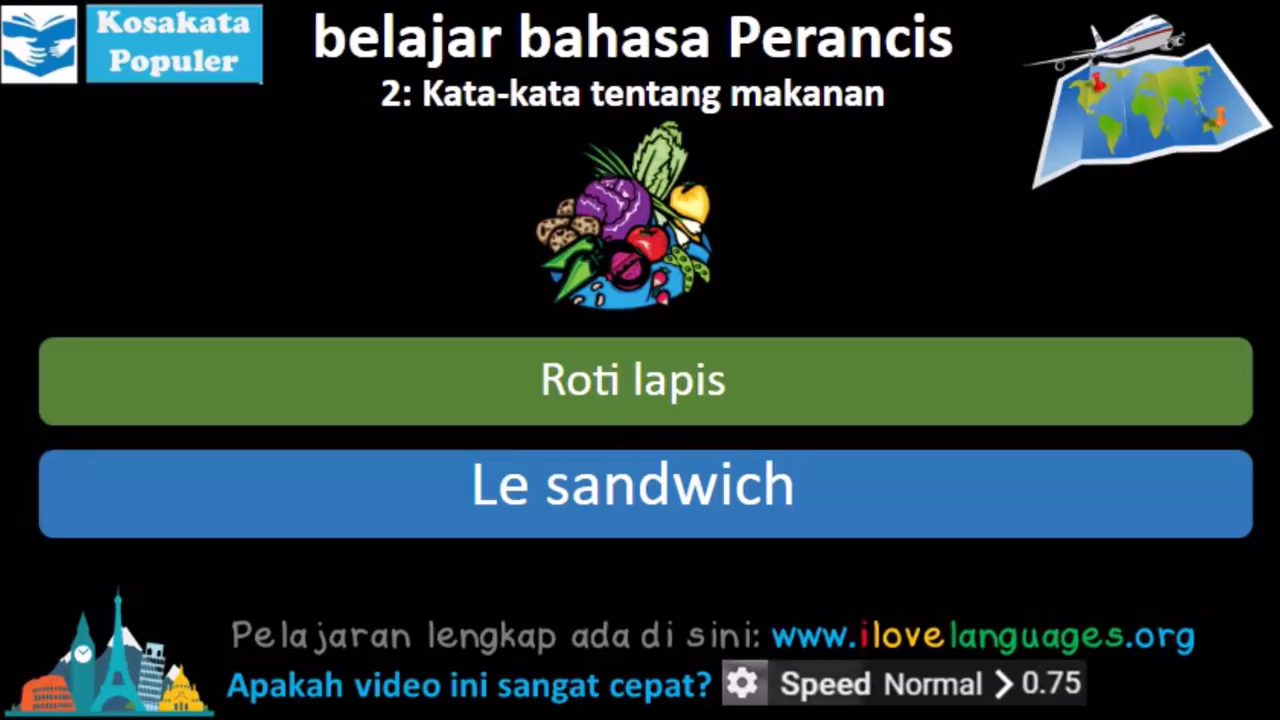 Kosakata
Populer
belajar bahasa Perancis
2: Kata-kata tentang makanan
Roti lapis
Le sandwich
Pelajaran lengkap ada di sini: www.ilovelanguages.org
Apakah video ini sangat cepat? Speed Normal > 0.75